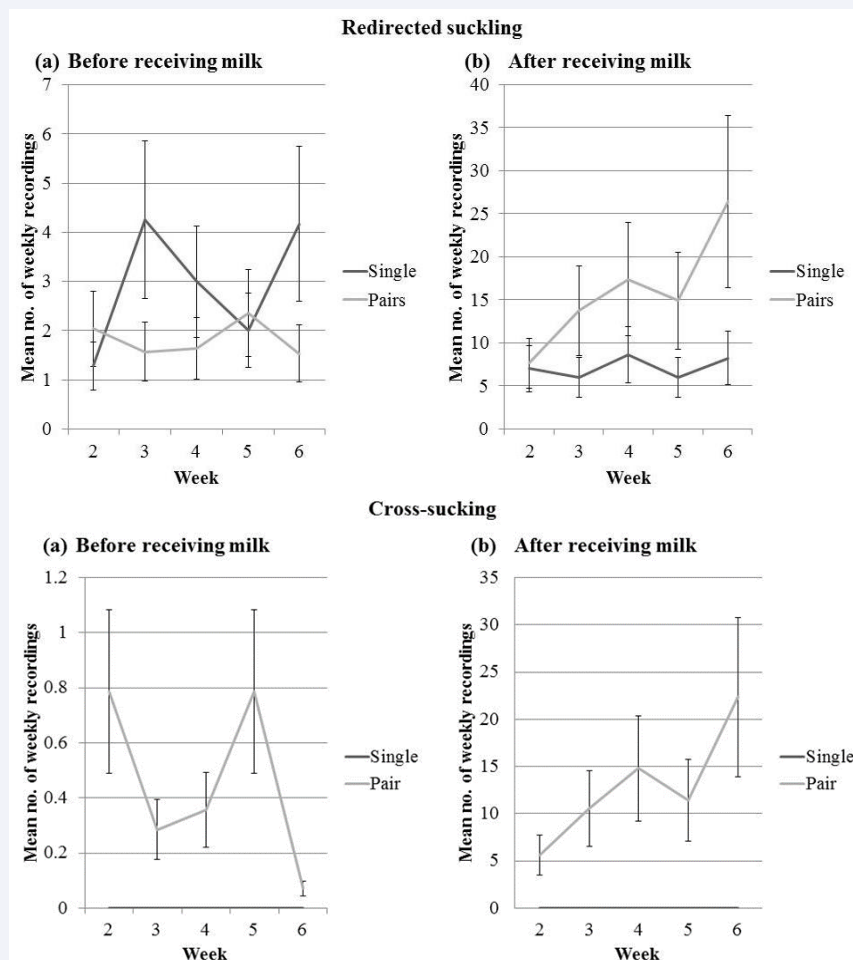 Redirected suckling
(a) Before receiving milk
7
6
5
4
3
2
1
0
Mean no. of weekly recordings
2 3 4 5 6
Week
Single
Pairs
(b) After receiving milk
40
35
30
25
20
15
10
5
0
Mean no. of weekly recordings
2 3 4 5 6
Week
Single
Pairs
Cross-sucking
(a) Before receiving milk
1.2
1
0.8
0.6
0.4
0.2
0
Mean no. of weekly recordings
2 3 4 5 6
Week
Single
Pair
(b) After receiving milk
35
30
25
20
15
10
5
0
Mean no. of weekly recordings
2 3 4 5 6
Week
Single
Pair